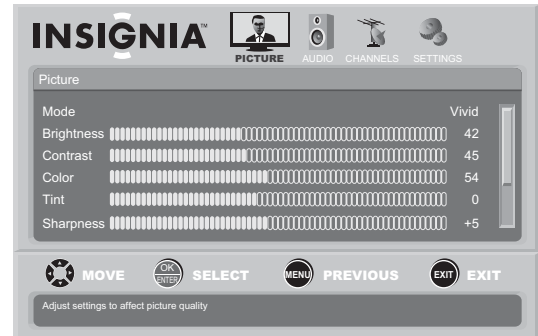 INSIGNIA™
PICTURE AUDIO CHANNELS SETTINGS
Picture
Mode Vivid
Brightness 42
Contrast 45
Color 54
Tint 0
Sharpness +5
MOVE OK ENTER SELECT MENU PREVIOUS EXIT EXIT
Adjust settings to affect picture quality